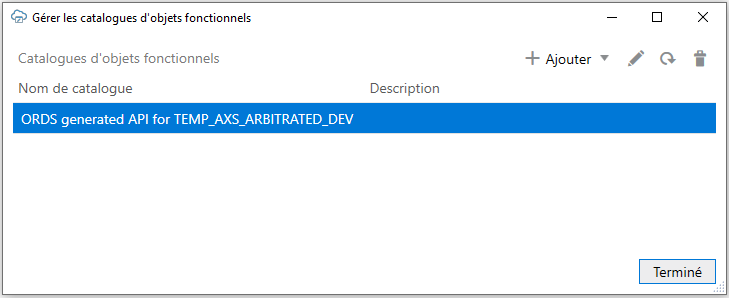 Gérer les catalogues d'objets fonctionnels
Catalogues d'objets fonctionnels
Ajouter
Nom de catalogue
Description
ORDS generated API for TEMP_AXS_ARBITRATED_DEV
Terminé